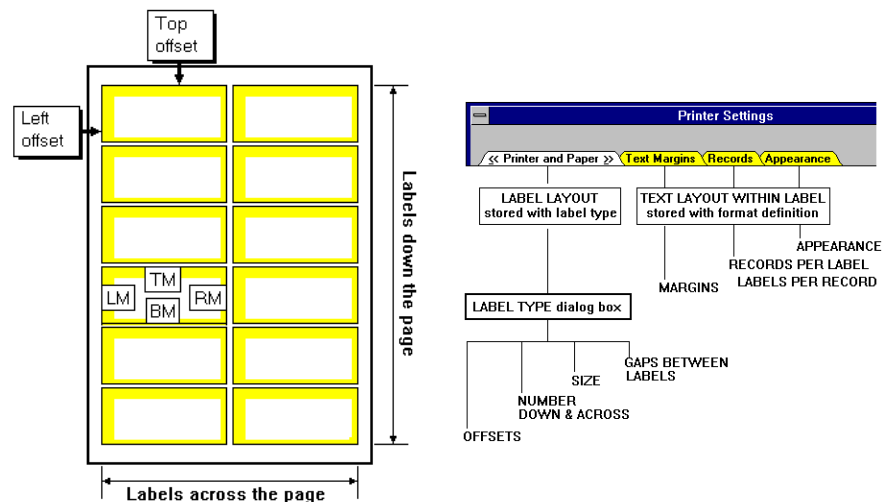 Top
offset
Left
offset
TM
LM
RM
BM
Labels down the page
Labels across the page
Printer Settings
<< Printer and Paper >> Text Margins Records Appearance
LABEL LAYOUT
stored with label type
TEXT LAYOUT WITHIN LABEL
stored with format definition
APPEARANCE
RECORDS PER LABEL
LABELS PER RECORD
MARGINS
LABEL TYPE dialog box
GAPS BETWEEN
LABELS
SIZE
NUMBER
DOWN & ACROSS
OFFSETS